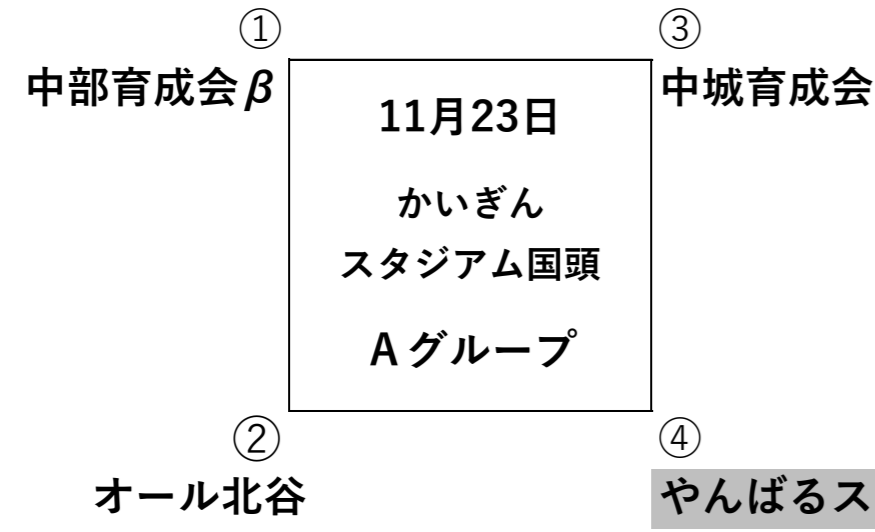 ①
③
中部育成会β
中城育成会
11月23日
かいぎん
スタジアム国頭
Aグループ
②
④
オール北谷
やんばるス